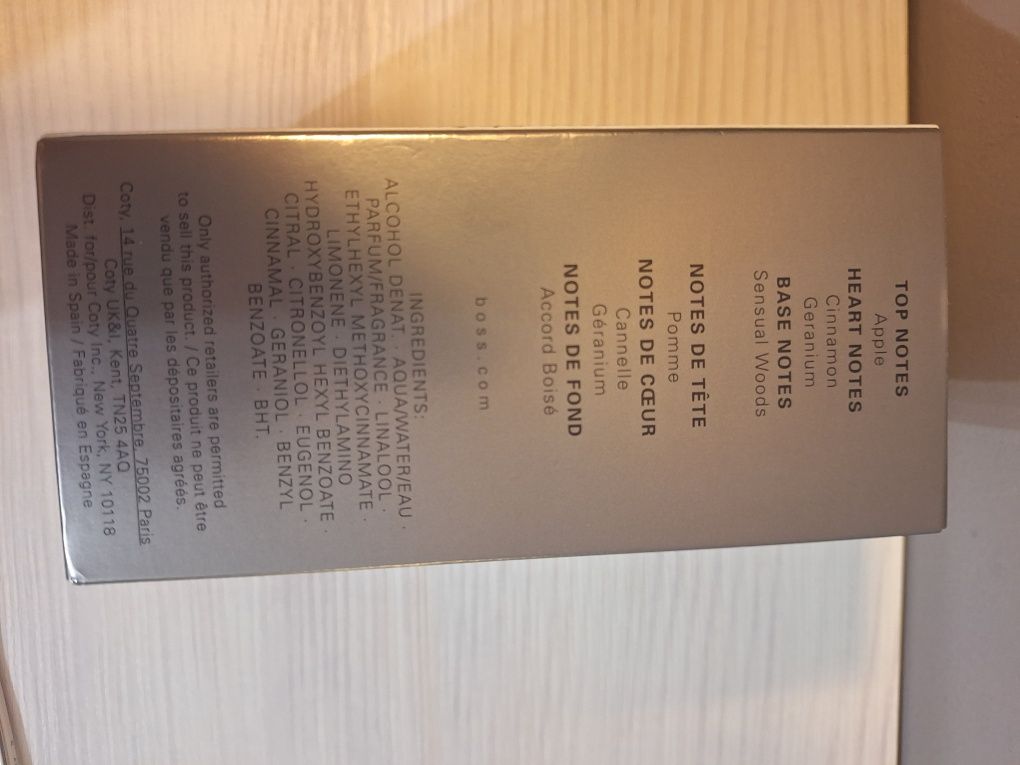 TOP NOTES
Apple
HEART NOTES
Cinnamon
Geranium
BASE NOTES
Sensual Woods
NOTES DE TÊTE
Pomme
NOTES DE CŒUR
Cannelle
Géranium
NOTES DE FOND
Accord Boisé
boss.com
INGREDIENTS:
ALCOHOL DENAT. · AQUA/WATER/EAU ·
PARFUM/FRAGRANCE · LINALOOL ·
ETHYLHEXYL METHOXYCINNAMATE ·
LIMONENE · DIETHYLAMINO
HYDROXYBENZOYL HEXYL BENZOATE ·
CITRAL · CITRONELLOL · EUGENOL ·
CINNAMAL · GERANIOL · BENZYL
BENZOATE · BHT.
Only authorized retailers are permitted
to sell this product. / Ce produit ne peut être
vendu que par les dépositaires agréés.
Coty, 14 rue du Quatre Septembre, 75002 Paris
Coty UK&I, Kent, TN25 4AQ
Dist. for/pour Coty Inc., New York, NY 10118
Made in Spain / Fabriqué en Espagne